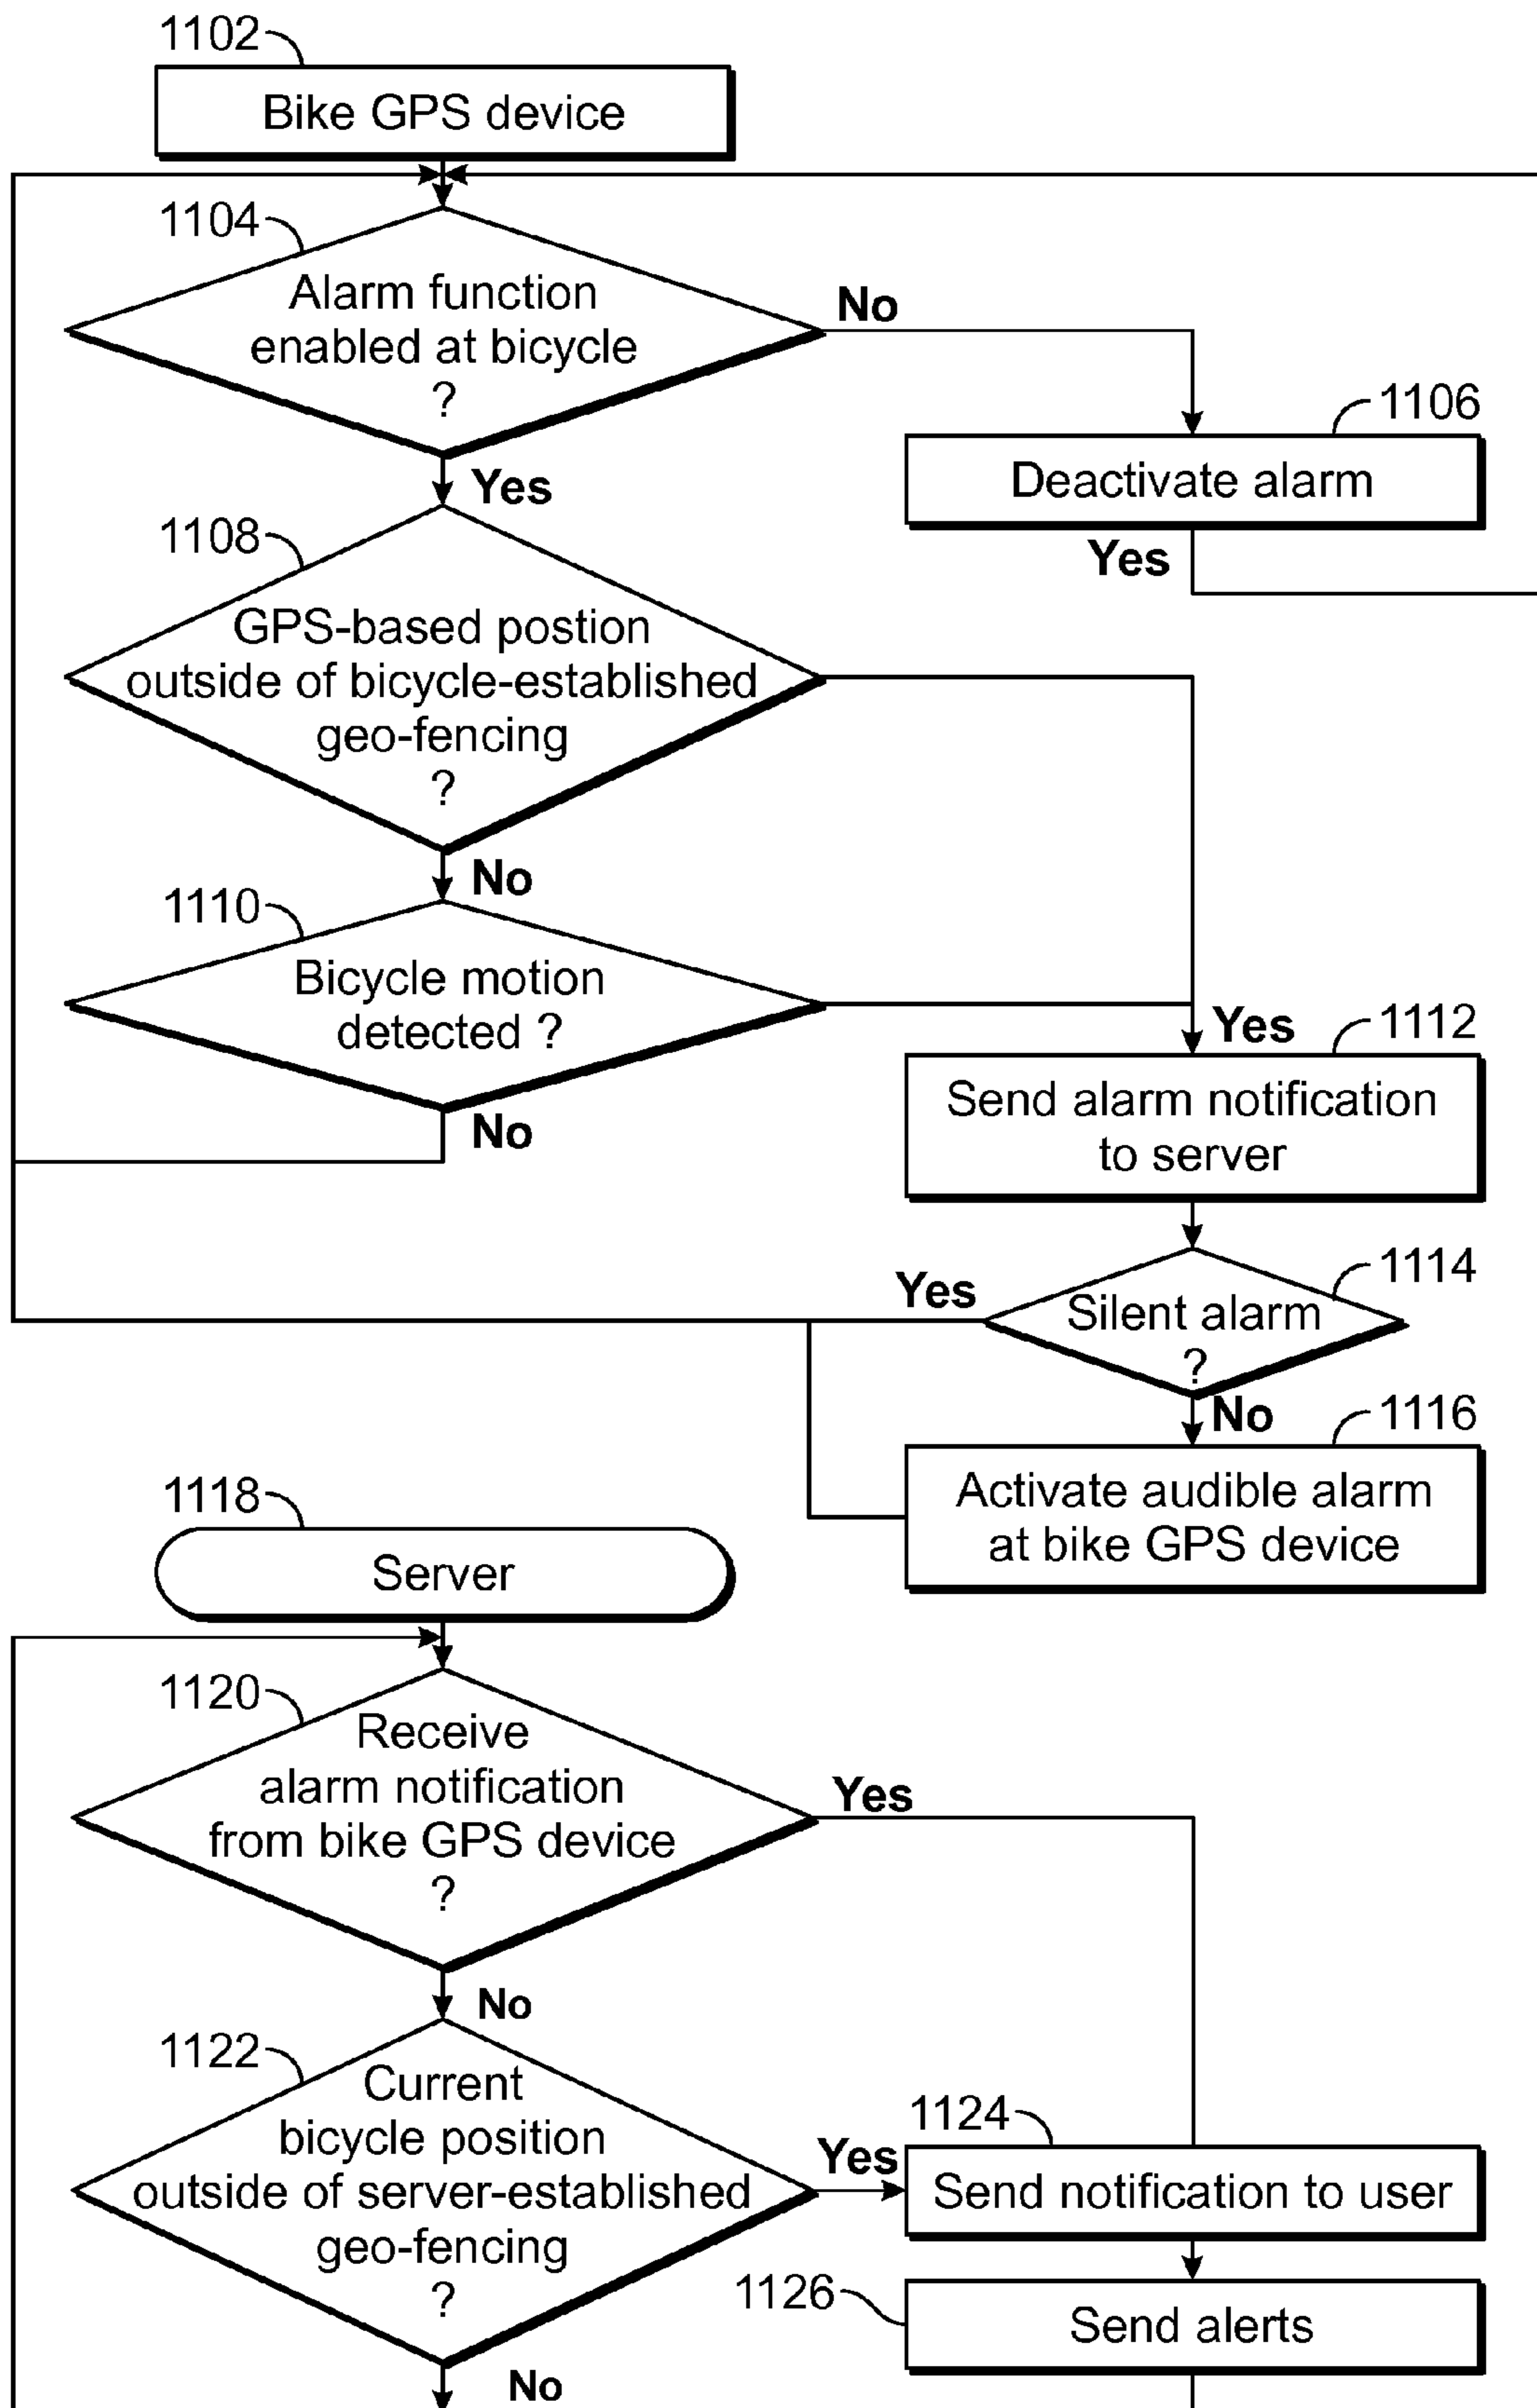 1102
Bike GPS device
1104
Alarm function
enabled at bicycle
?
No
1106
Deactivate alarm
Yes
Yes
1108
GPS-based postion
outside of bicycle-established
geo-fencing
?
No
1110
Bicycle motion
detected ?
No
Yes
1112
Send alarm notification
to server
1114
Silent alarm
?
Yes
No
1116
Activate audible alarm
at bike GPS device
1118
Server
1120
Receive
alarm notification
from bike GPS device
?
Yes
No
1122
Current
bicycle position
outside of server-established
geo-fencing
?
Yes
1124
Send notification to user
1126
Send alerts
No